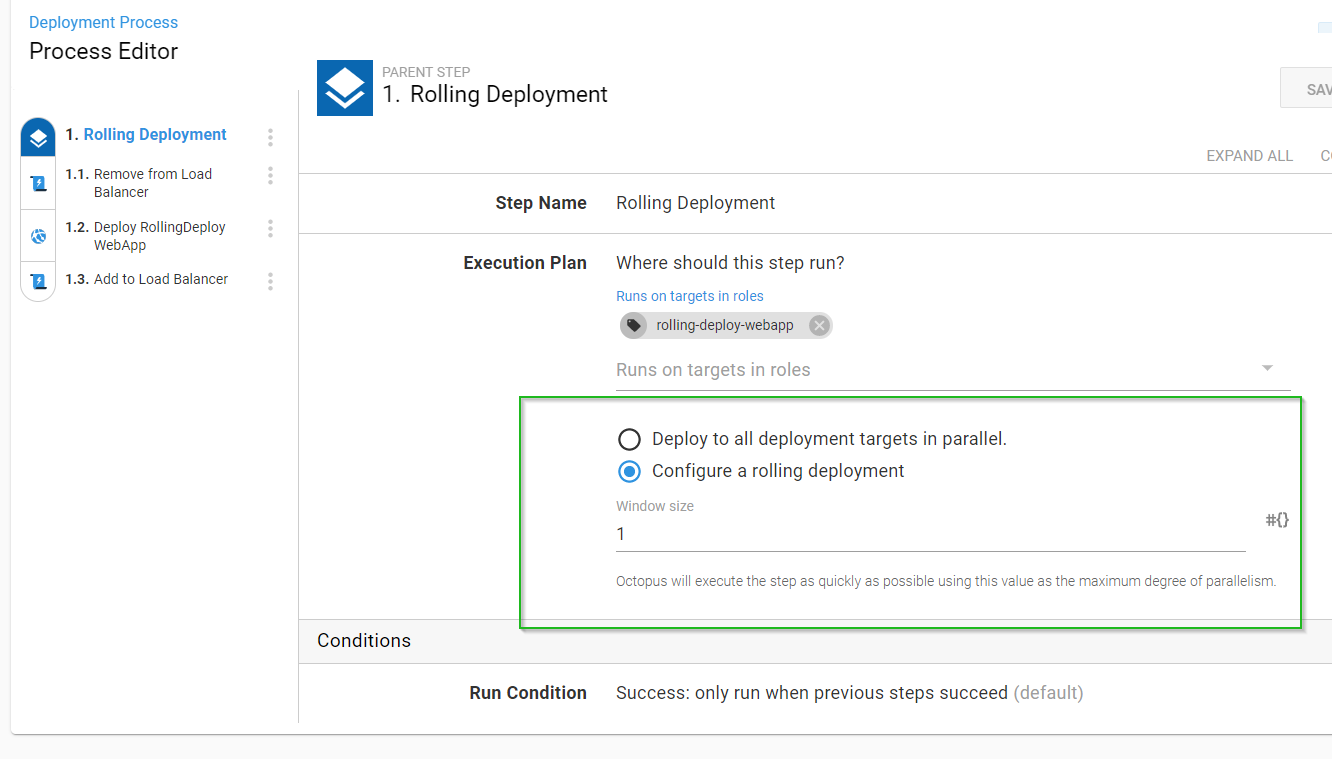 Deployment Process
Process Editor
1. Rolling Deployment
1.1. Remove from Load
Balancer
1.2. Deploy RollingDeploy
WebApp
1.3. Add to Load Balancer
PARENT STEP
1. Rolling Deployment
SAV
EXPAND ALL
CO
Step Name
Rolling Deployment
Execution Plan
Where should this step run?
Runs on targets in roles
rolling-deploy-webapp
Runs on targets in roles
Deploy to all deployment targets in parallel.
Configure a rolling deployment
Window size
1
#{}
Octopus will execute the step as quickly as possible using this value as the maximum degree of parallelism.
Conditions
Run Condition
Success: only run when previous steps succeed (default)